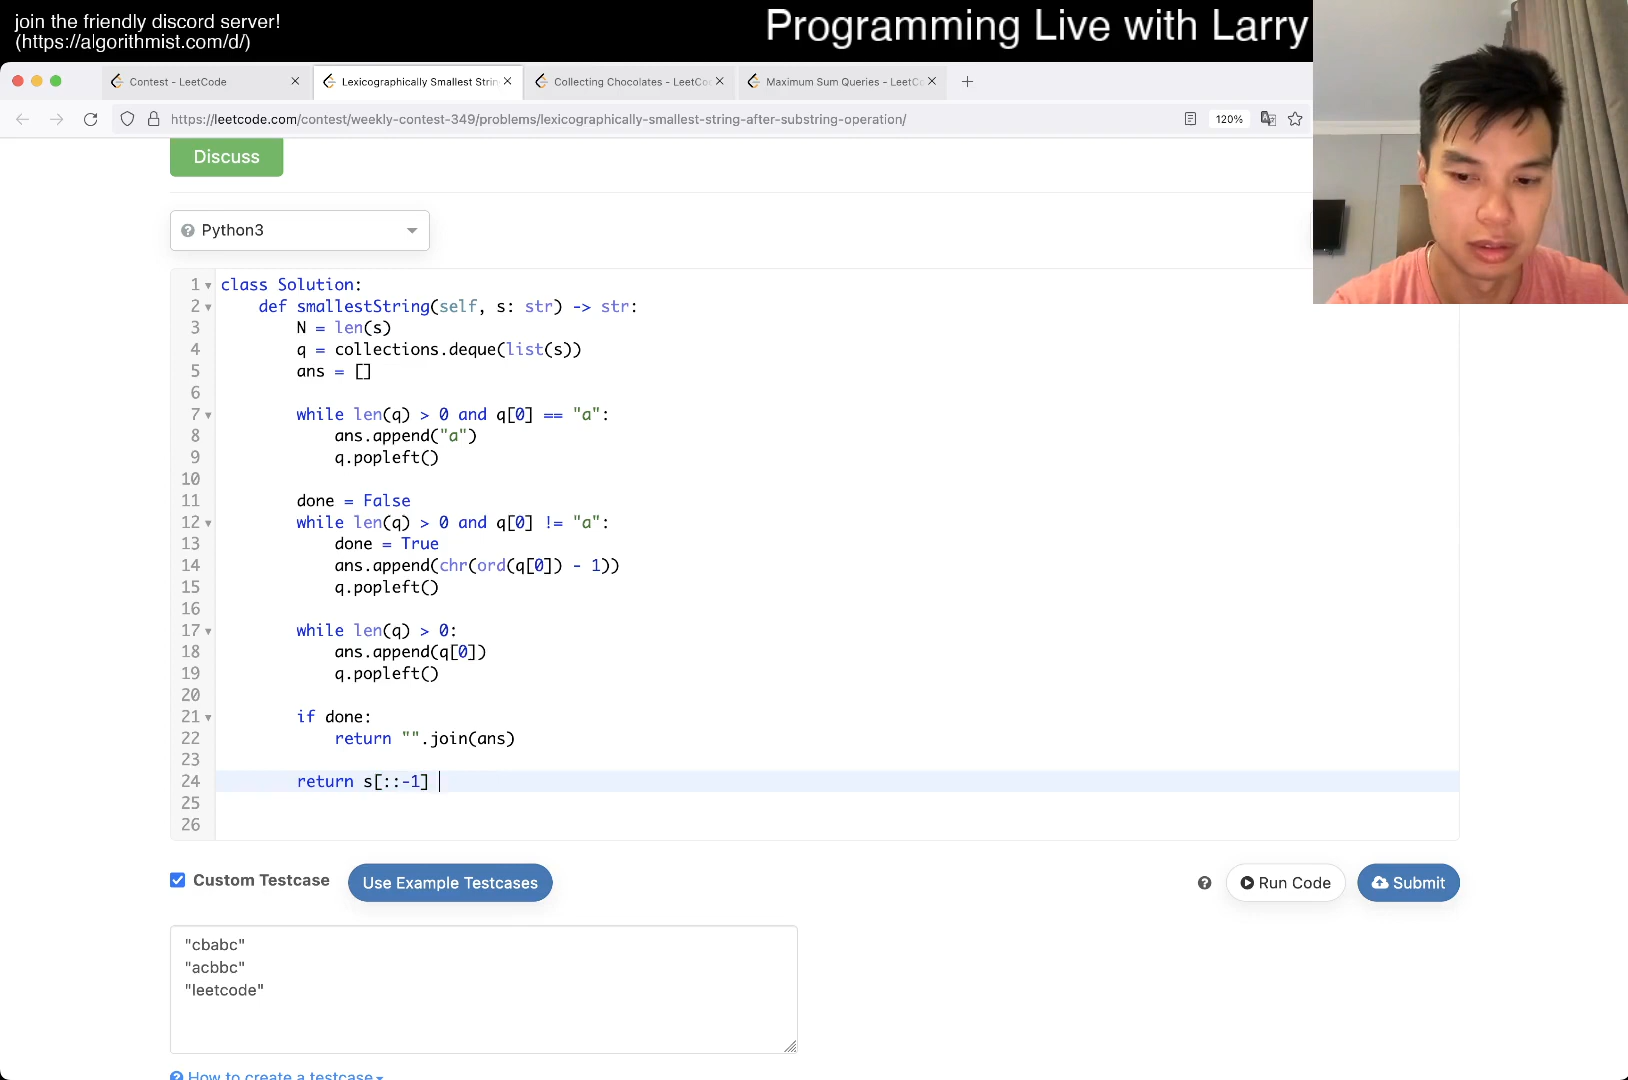 join the friendly discord server!
(https://algorithmist.com/d/)
Programming Live with Larry
Contest - LeetCode
Lexicographically Smallest Strin
Collecting Chocolates - LeetCo
Maximum Sum Queries - LeetC
https://leetcode.com/contest/weekly-contest-349/problems/lexicographically-smallest-string-after-substring-operation/
120%
Discuss
Python3
1 class Solution:
2 def smallestString(self, s: str) -> str:
3 N = len(s)
4 q = collections.deque(list(s))
5 ans = []
6
7 while len(q) > 0 and q[0] == "a":
8 ans.append("a")
9 q.popleft()
10
11 done = False
12 while len(q) > 0 and q[0] != "a":
13 done = True
14 ans.append(chr(ord(q[0]) - 1))
15 q.popleft()
16
17 while len(q) > 0:
18 ans.append(q[0])
19 q.popleft()
20
21 if done:
22 return "".join(ans)
23
24 return s[::-1]
25
26
Custom Testcase
Use Example Testcases
Run Code
Submit
"cbabc"
"acbbc"
"leetcode"
How to create a testcase